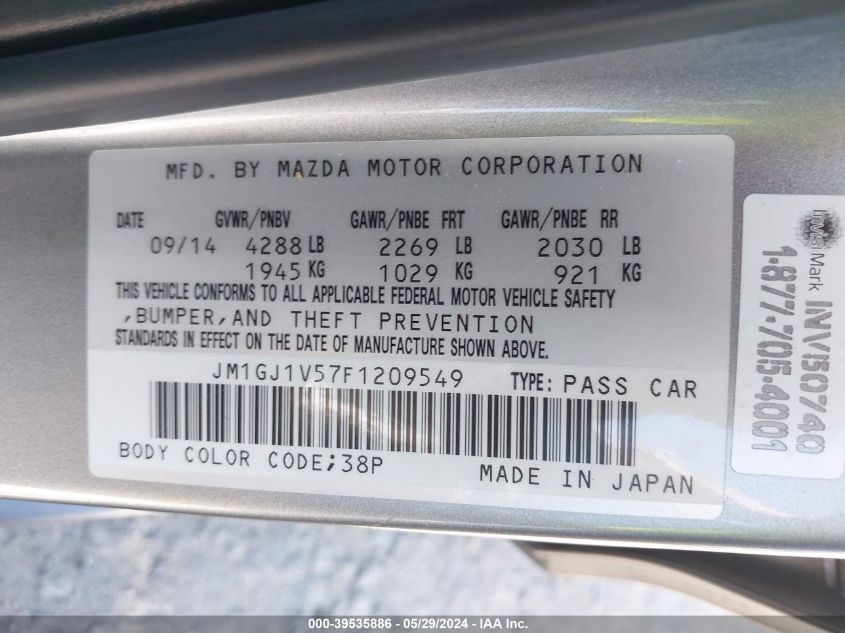 MFD. BY MAZDA MOTOR CORPORATION
DATE GVWR/PNBV GAWR/PNBE FRT GAWR/PNBE RR
09/14 4288 LB 2269 LB 2030 LB
1945 KG 1029 KG 921 KG
THIS VEHICLE CONFORMS TO ALL APPLICABLE FEDERAL MOTOR VEHICLE SAFETY
,BUMPER,AND THEFT PREVENTION
STANDARDS IN EFFECT ON THE DATE OF MANUFACTURE SHOWN ABOVE.
JM1GJ1V57F1209549 TYPE: PASS CAR
BODY COLOR CODE;38P
MADE IN JAPAN
InVisiMark INV50740
1-877-705-4001
000-39535886 - 05/29/2024 - IAA Inc.